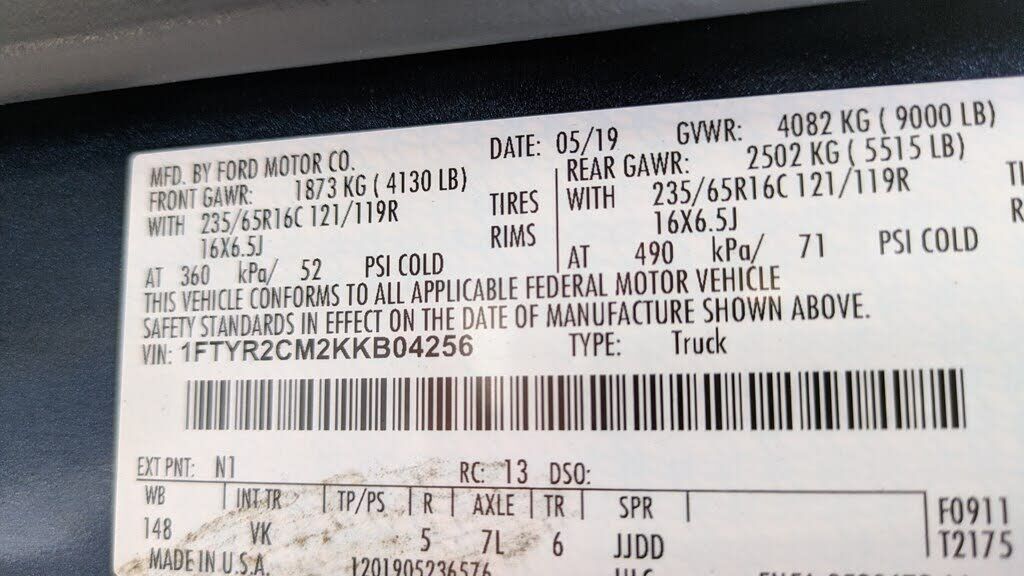 MFD. BY FORD MOTOR CO. DATE: 05/19 GVWR: 4082 KG ( 9000 LB)
FRONT GAWR: 1873 KG ( 4130 LB) REAR GAWR: 2502 KG ( 5515 LB)
WITH 235/65R16C 121/119R TIRES WITH 235/65R16C 121/119R
16X6.5J RIMS 16X6.5J
AT 360 kPa/ 52 PSI COLD AT 490 kPa/ 71 PSI COLD
THIS VEHICLE CONFORMS TO ALL APPLICABLE FEDERAL MOTOR VEHICLE
SAFETY STANDARDS IN EFFECT ON THE DATE OF MANUFACTURE SHOWN ABOVE.
VIN: 1FTYR2CM2KKB04256 TYPE: Truck
EXT PNT: N1 RC: 13 DSO:
WB INT TR TP/PS R AXLE TR SPR F0911
148 VK 5 7L 6 JJDD T2175
MADE IN U.S.A. 1201905236576